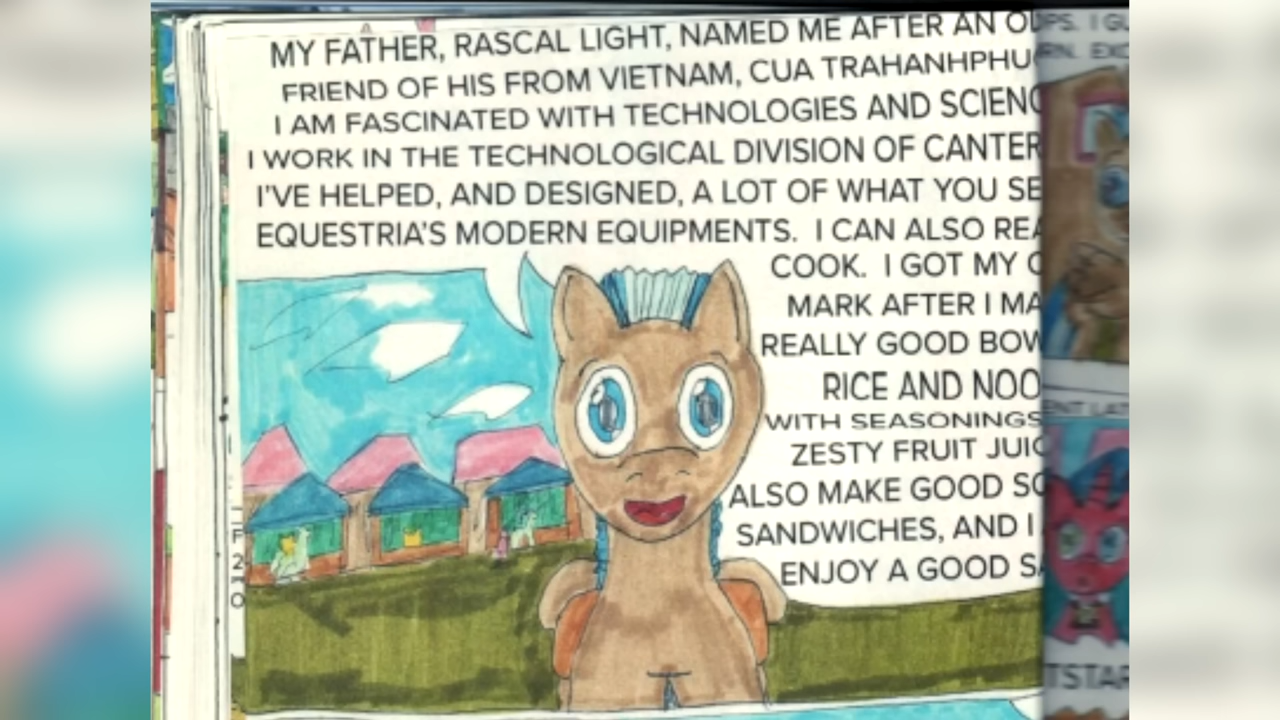 MY FATHER, RASCAL LIGHT, NAMED ME AFTER AN
FRIEND OF HIS FROM VIETNAM, CUA TRAHANHPHU
I AM FASCINATED WITH TECHNOLOGIES AND SCIENC
I WORK IN THE TECHNOLOGICAL DIVISION OF CANTER
I'VE HELPED, AND DESIGNED, A LOT OF WHAT YOU SE
EQUESTRIA'S MODERN EQUIPMENTS. I CAN ALSO REA
COOK. I GOT MY
MARK AFTER I MA
REALLY GOOD BOW
RICE AND NOO
WITH SEASONINGS
ZESTY FRUIT JUIC
ALSO MAKE GOOD SO
SANDWICHES, AND I
ENJOY A GOOD SA